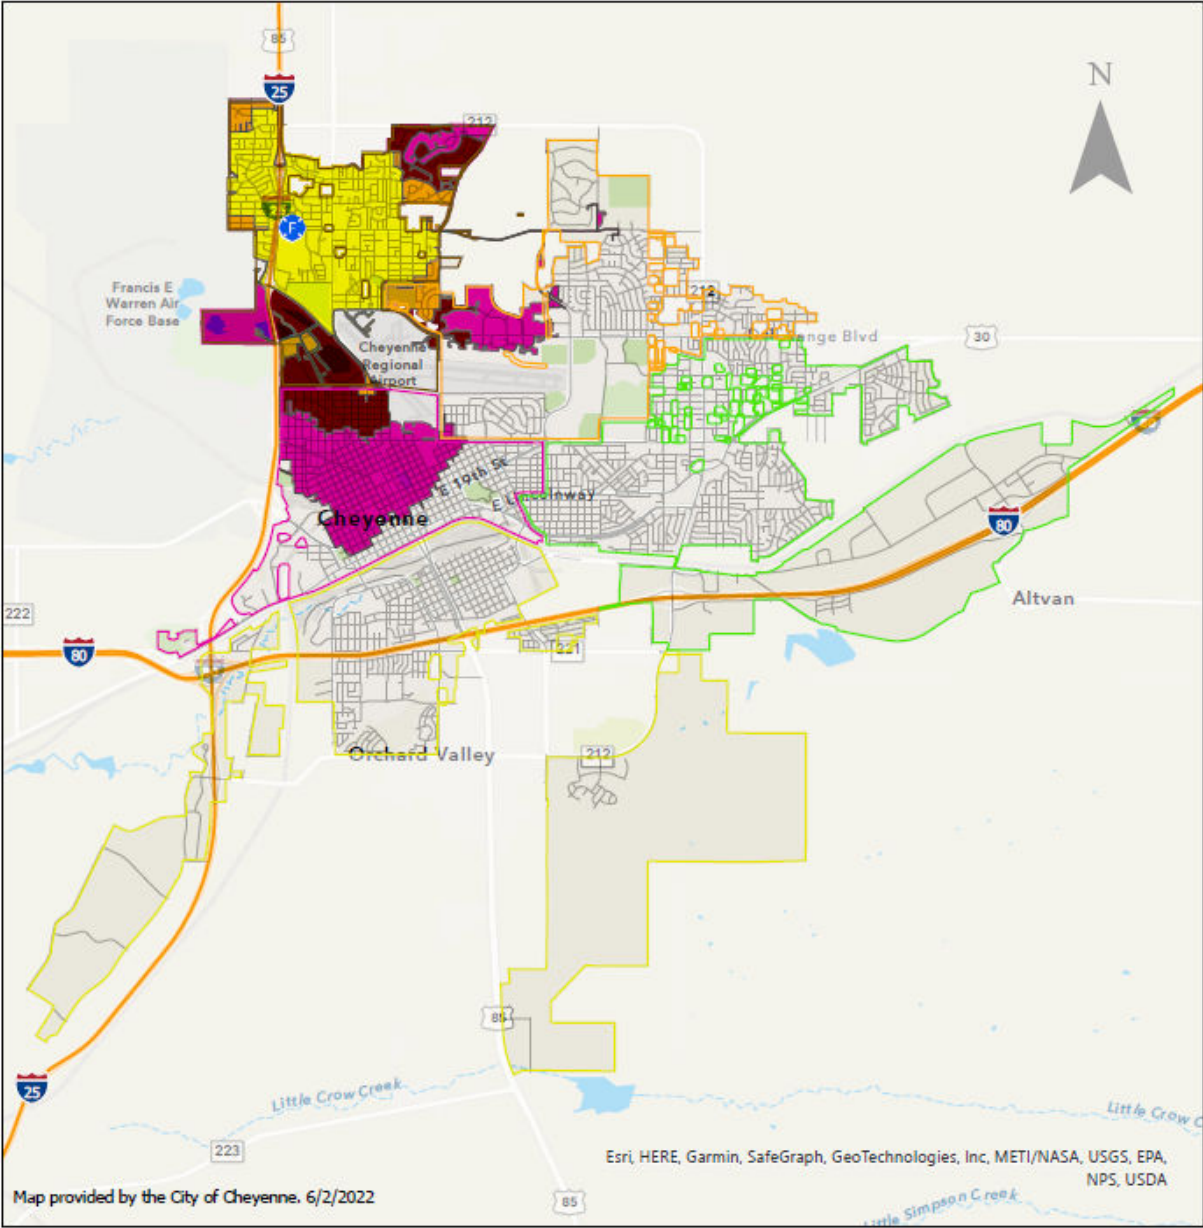 85
N
25
212
F
Francis E
Warren Air
Force Base
212
Cheyenne
Regional
Airport
30
E 19th St
Cheyenne
80
222
Altvan
80
221
Orchard Valley
212
85
25
Little Crow Creek
Little Crow C
223
Esri, HERE, Garmin, SafeGraph, GeoTechnologies, Inc, METI/NASA, USGS, EPA,
NPS, USDA
Map provided by the City of Cheyenne. 6/2/2022
85
Little Simpson Creek